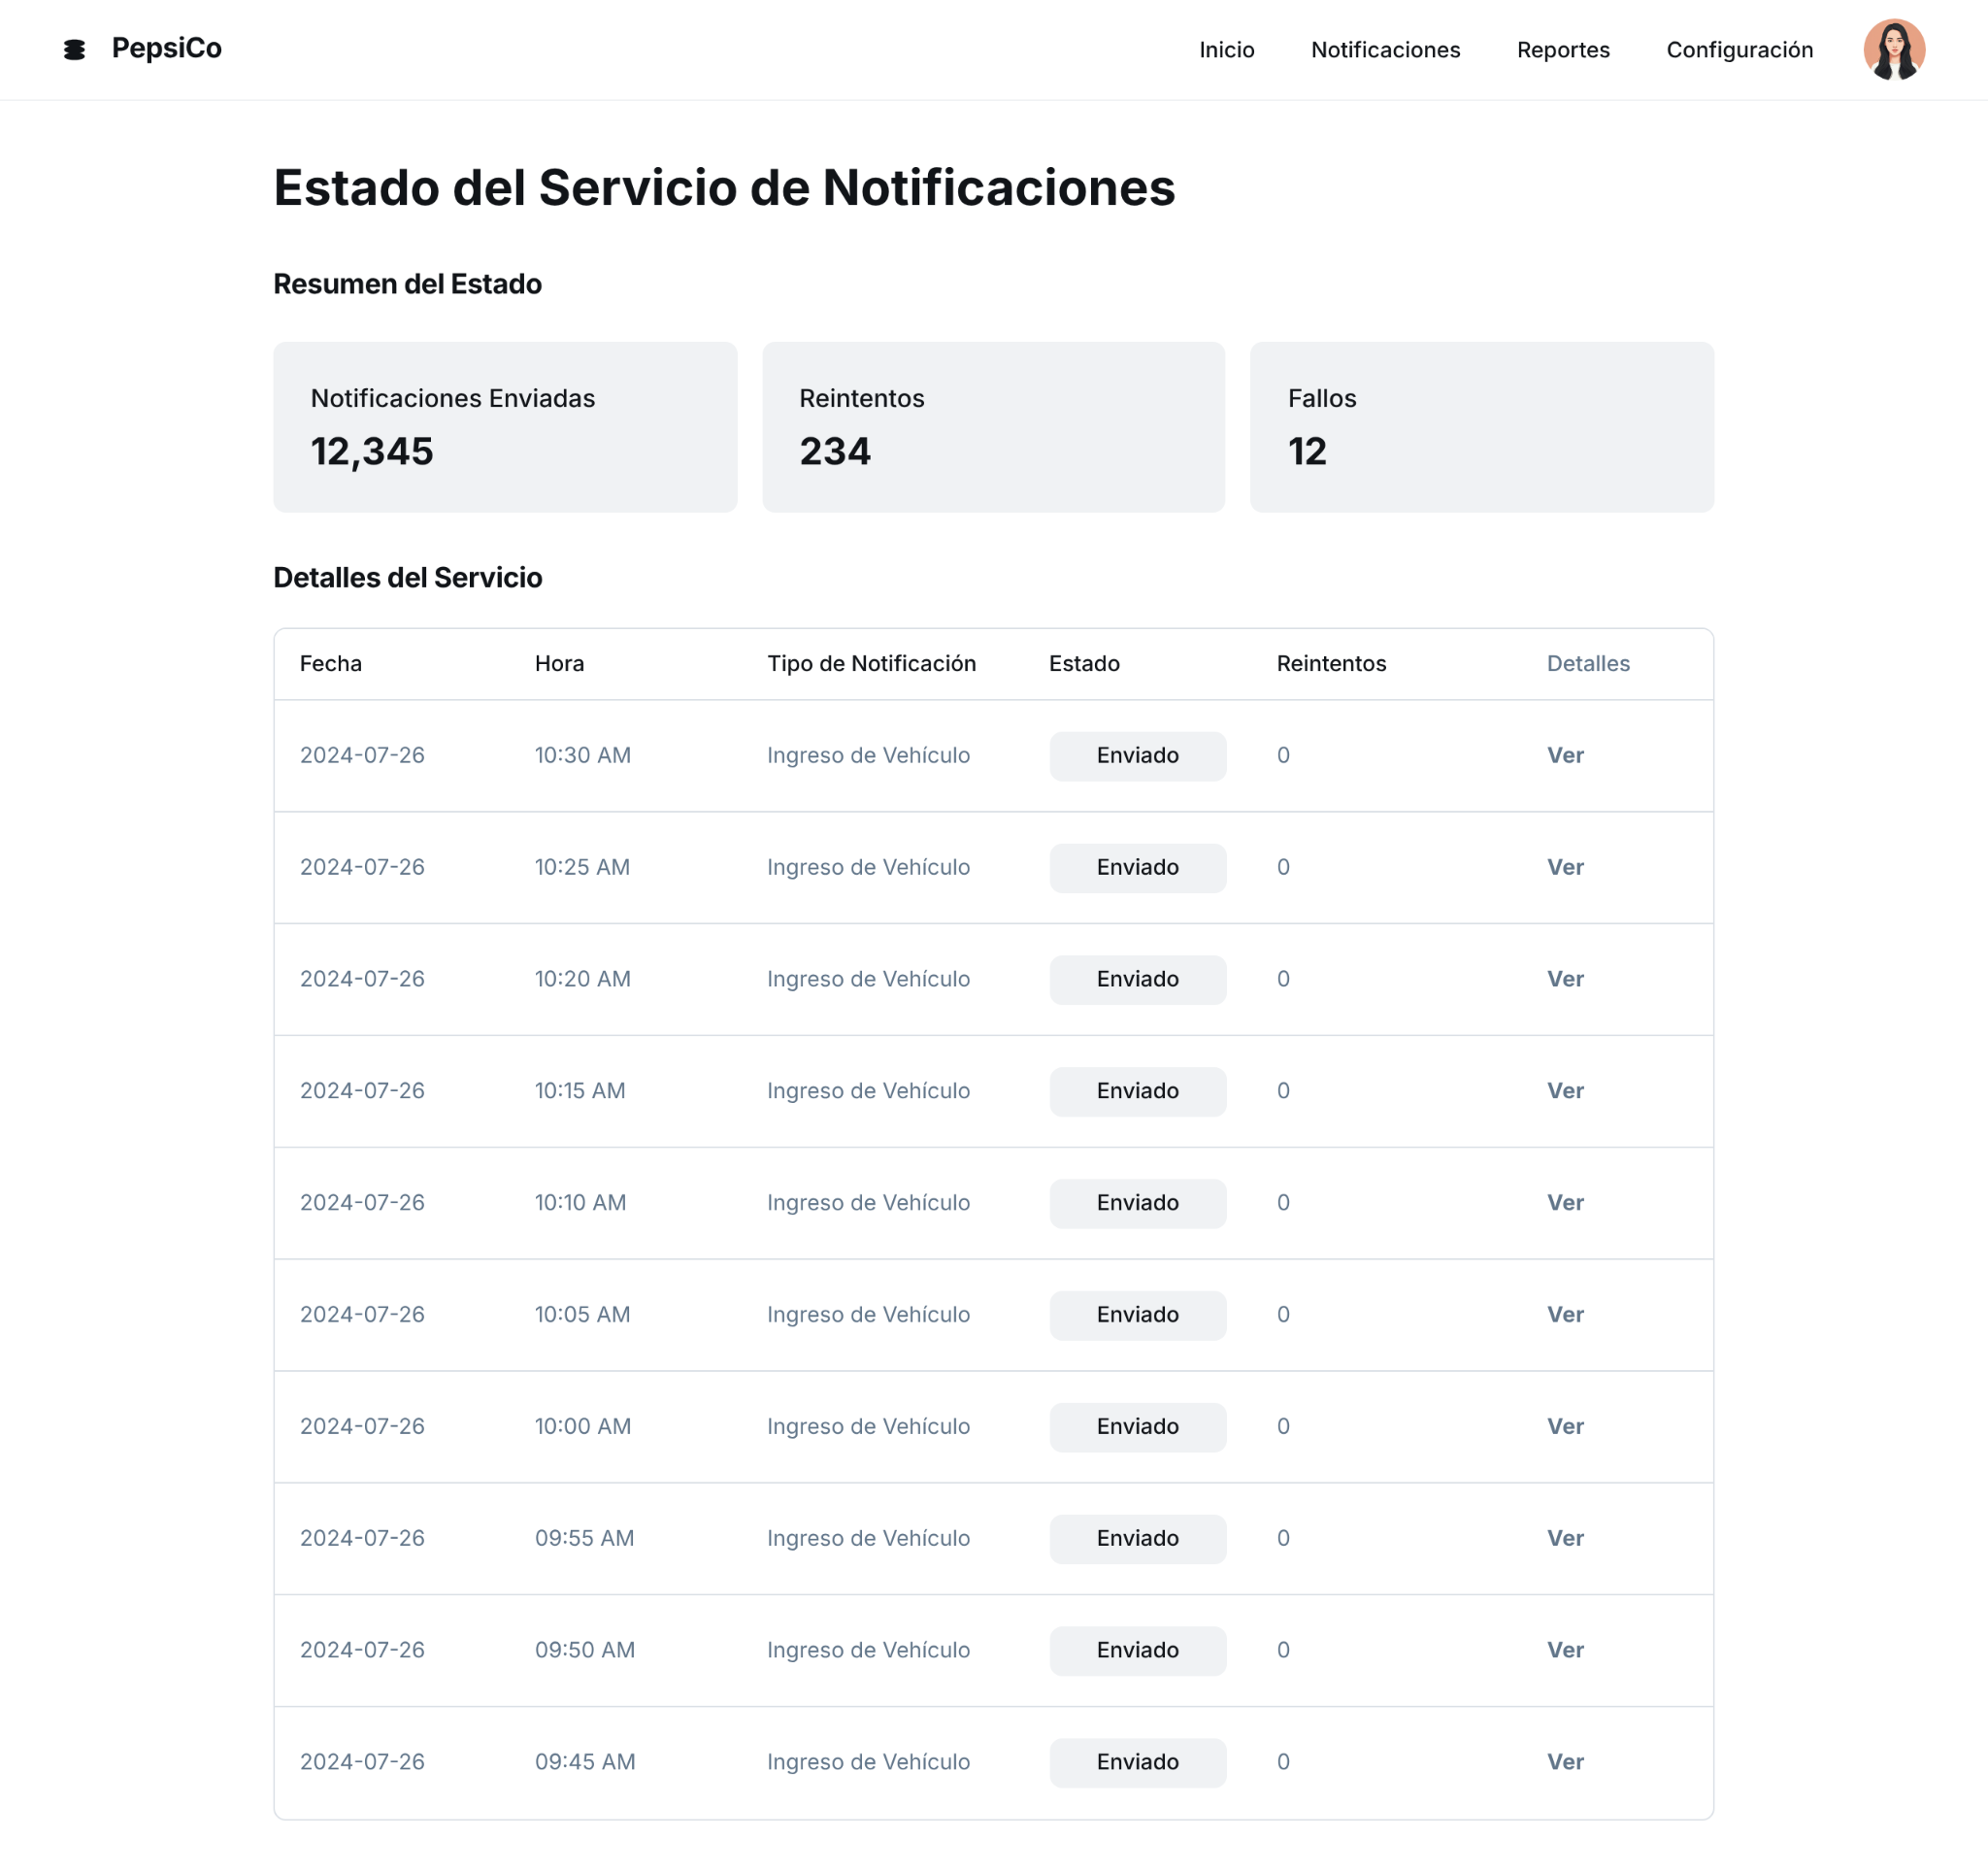 PepsiCo Inicio Notificaciones Reportes Configuración
Estado del Servicio de Notificaciones
Resumen del Estado
Notificaciones Enviadas Reintentos Fallos
12,345 234 12
Detalles del Servicio
Fecha Hora Tipo de Notificación Estado Reintentos Detalles
2024-07-26 10:30 AM Ingreso de Vehículo Enviado 0 Ver
2024-07-26 10:25 AM Ingreso de Vehículo Enviado 0 Ver
2024-07-26 10:20 AM Ingreso de Vehículo Enviado 0 Ver
2024-07-26 10:15 AM Ingreso de Vehículo Enviado 0 Ver
2024-07-26 10:10 AM Ingreso de Vehículo Enviado 0 Ver
2024-07-26 10:05 AM Ingreso de Vehículo Enviado 0 Ver
2024-07-26 10:00 AM Ingreso de Vehículo Enviado 0 Ver
2024-07-26 09:55 AM Ingreso de Vehículo Enviado 0 Ver
2024-07-26 09:50 AM Ingreso de Vehículo Enviado 0 Ver
2024-07-26 09:45 AM Ingreso de Vehículo Enviado 0 Ver